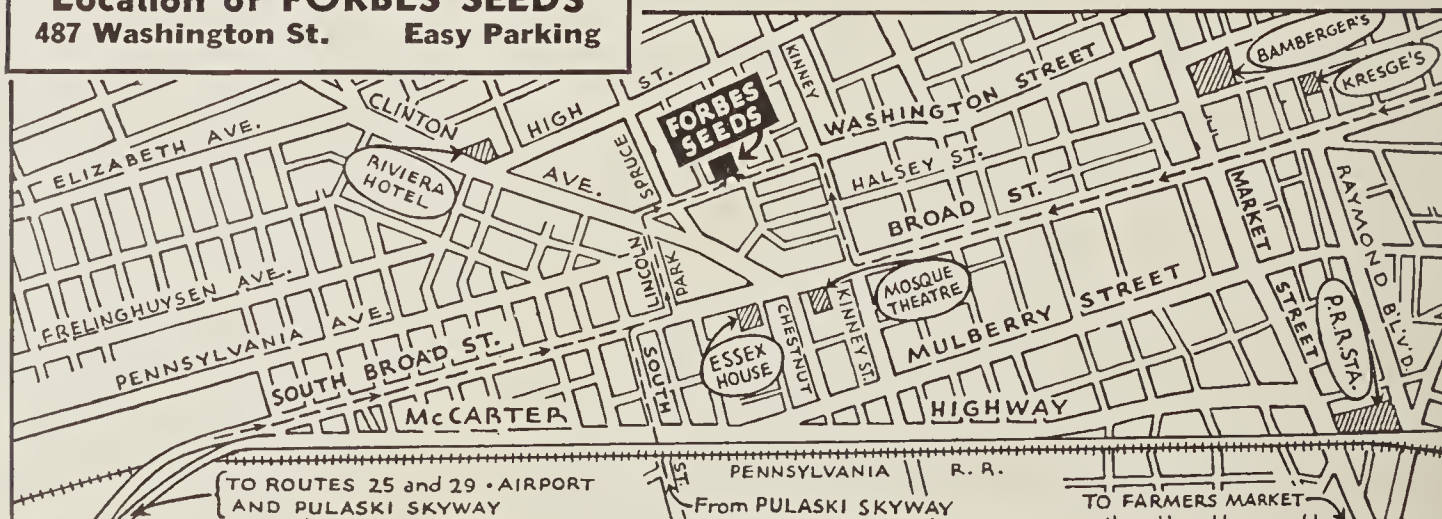 Location of FORBES SEEDS
487 Washington St. Easy Parking
BAMBERGER'S
KRESGE'S
KINNEY
WASHINGTON STREET
HIGH ST.
CLINTON AVE.
FORBES
SEEDS
SPRUCE
ELIZABETH AVE.
RIVIERA
HOTEL
HALSEY ST.
BROAD ST.
MARKET STREET
RAYMOND BL'V'D.
LINCOLN
PARK
MOSQUE
THEATRE
FRELINGHUYSEN AVE.
PENNSYLVANIA AVE.
KINNEY ST.
CHESTNUT
MULBERRY STREET
P.R.R. STA.
ESSEX
HOUSE
SOUTH BROAD ST.
SOUTH ST.
McCARTER HIGHWAY
PENNSYLVANIA R. R.
TO ROUTES 25 and 29 • AIRPORT
AND PULASKI SKYWAY
From PULASKI SKYWAY
TO FARMERS MARKET